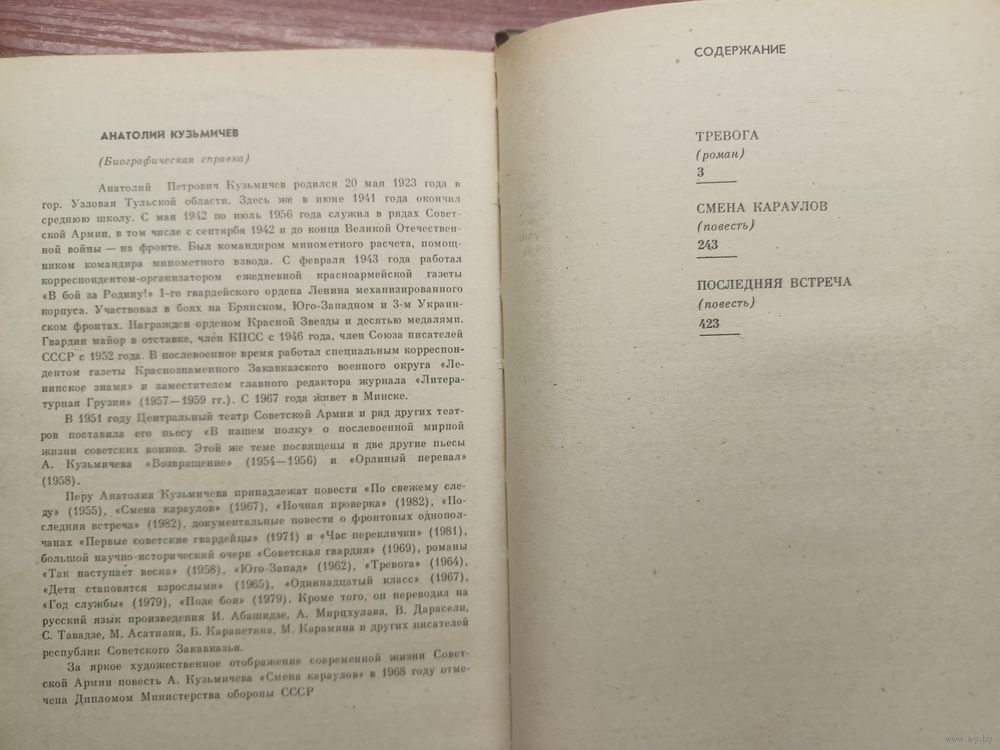 АНАТОЛИЙ КУЗЬМИЧЕВ
(Биографическая справка)
Анатолий Петрович Кузьмичев родился 20 мая 1923 года в
гор. Узловая Тульской области. Здесь же в июне 1941 года окончил
среднюю школу. С мая 1942 по июль 1956 года служил в рядах Совет-
ской Армии, в том числе с сентября 1942 и до конца Великой Отечествен-
ной войны — на фронте. Был командиром минометного расчета, помощ-
ником командира минометного взвода. С февраля 1943 года работал
корреспондентом-организатором ежедневной красноармейской газеты
«В бой за Родину!» I-го гвардейского ордена Ленина механизированного
корпуса. Участвовал в боях на Брянском, Юго-Западном и 3-м Украин-
ском фронтах. Награжден орденом Красной Звезды и десятью медалями.
Гвардии майор в отставке, член КПСС с 1946 года, член Союза писателей
СССР с 1952 года. В послевоенное время работал специальным корреспон-
дентом газеты Краснознаменного Закавказского военного округа «Ле-
нинское знамя» и заместителем главного редактора журнала «Литера-
турная Грузия» (1957—1959 гг.). С 1967 года живет в Минске.
В 1951 году Центральный театр Советской Армии и ряд других теат-
ров поставила его пьесу «В нашем полку» о послевоенной мирной
жизни советских воинов. Этой же теме посвящены и две другие пьесы
А. Кузьмичева «Возвращение» (1954—1956) и «Орлиный перевал»
(1958).
Перу Анатолия Кузьмичева принадлежат повести «По свежему сле-
ду» (1955), «Смена караулов» (1967), «Ночная проверка» (1982), «По-
следняя встреча» (1982), документальные повести о фронтовых однопол-
чанах «Первые советские гвардейцы» (1971) и «Час переклички» (1981),
большой научно-исторический очерк «Советская гвардия» (1969), романы
«Так наступает весна» (1958), «Юго-Запад» (1962), «Тревога» (1964),
«Дети становятся взрослыми» (1965), «Одиннадцатый класс» (1967),
«Год службы» (1979), «Поле боя» (1979). Кроме того, он переводил на
русский язык произведения И. Абашидзе, А. Мирцхулава, В. Дарасели,
С. Тавадзе, М. Асатиани, Б. Карапетяна, М. Карамяна и других писателей
республик Советского Закавказья.
За яркое художественное отображение современной жизни Совет-
ской Армии повесть А. Кузьмичева «Смена караулов» в 1968 году отме-
чена Дипломом Министерства обороны СССР
СОДЕРЖАНИЕ
ТРЕВОГА
(роман)
3
СМЕНА КАРАУЛОВ
(повесть)
243
ПОСЛЕДНЯЯ ВСТРЕЧА
(повесть)
423
www.ay.by